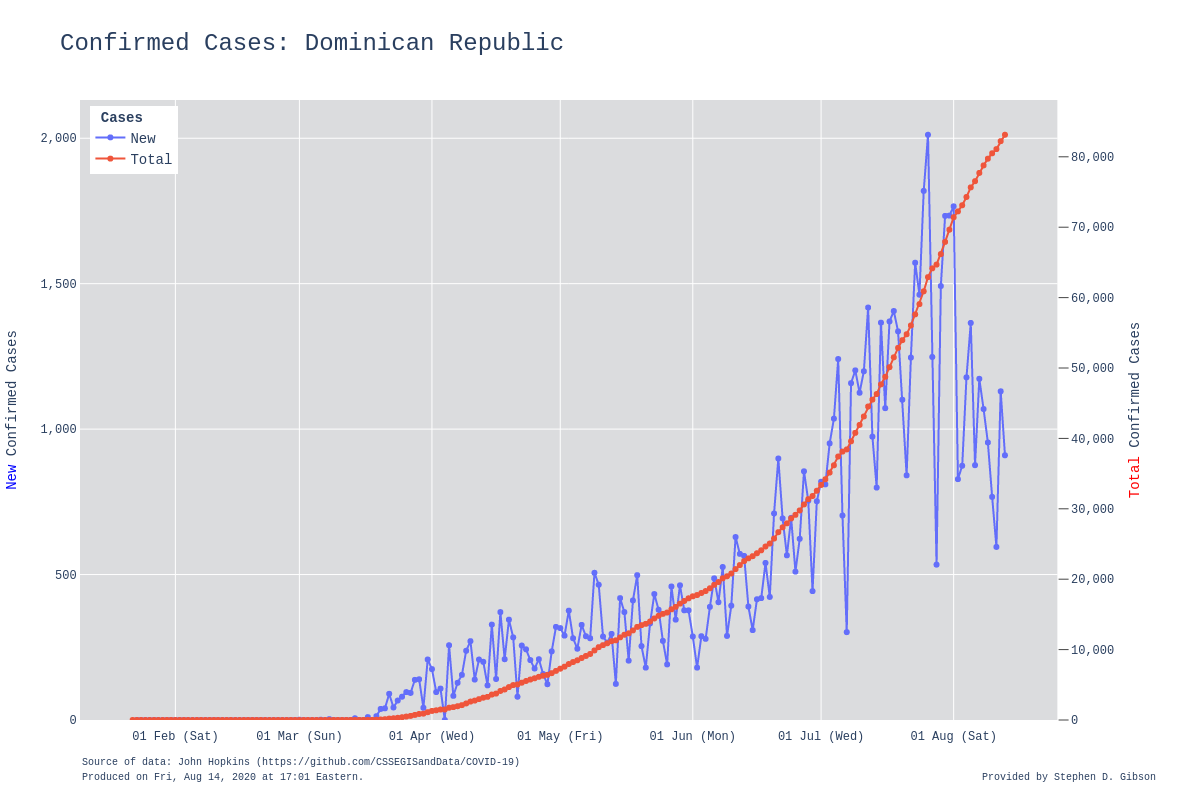 Confirmed Cases: Dominican Republic
Cases
New
Total
2,000
1,500
1,000
500
0
New Confirmed Cases
80,000
70,000
60,000
50,000
40,000
30,000
20,000
10,000
0
Total Confirmed Cases
01 Feb (Sat)
01 Mar (Sun)
01 Apr (Wed)
01 May (Fri)
01 Jun (Mon)
01 Jul (Wed)
01 Aug (Sat)
Source of data: John Hopkins (https://github.com/CSSEGISandData/COVID-19)
Produced on Fri, Aug 14, 2020 at 17:01 Eastern.
Provided by Stephen D. Gibson